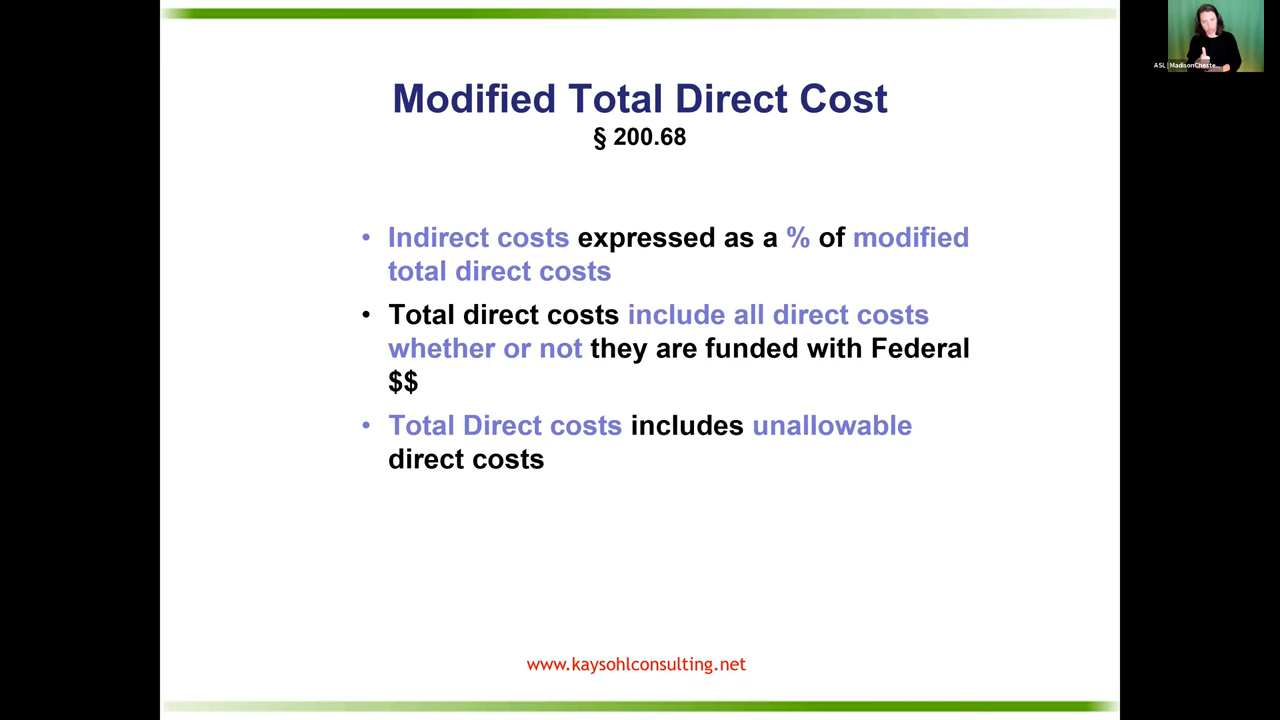 ASL | MadisonCheste...
Modified Total Direct Cost
§ 200.68
• Indirect costs expressed as a % of modified
total direct costs
• Total direct costs include all direct costs
whether or not they are funded with Federal
$$
• Total Direct costs includes unallowable
direct costs
www.kaysohlconsulting.net